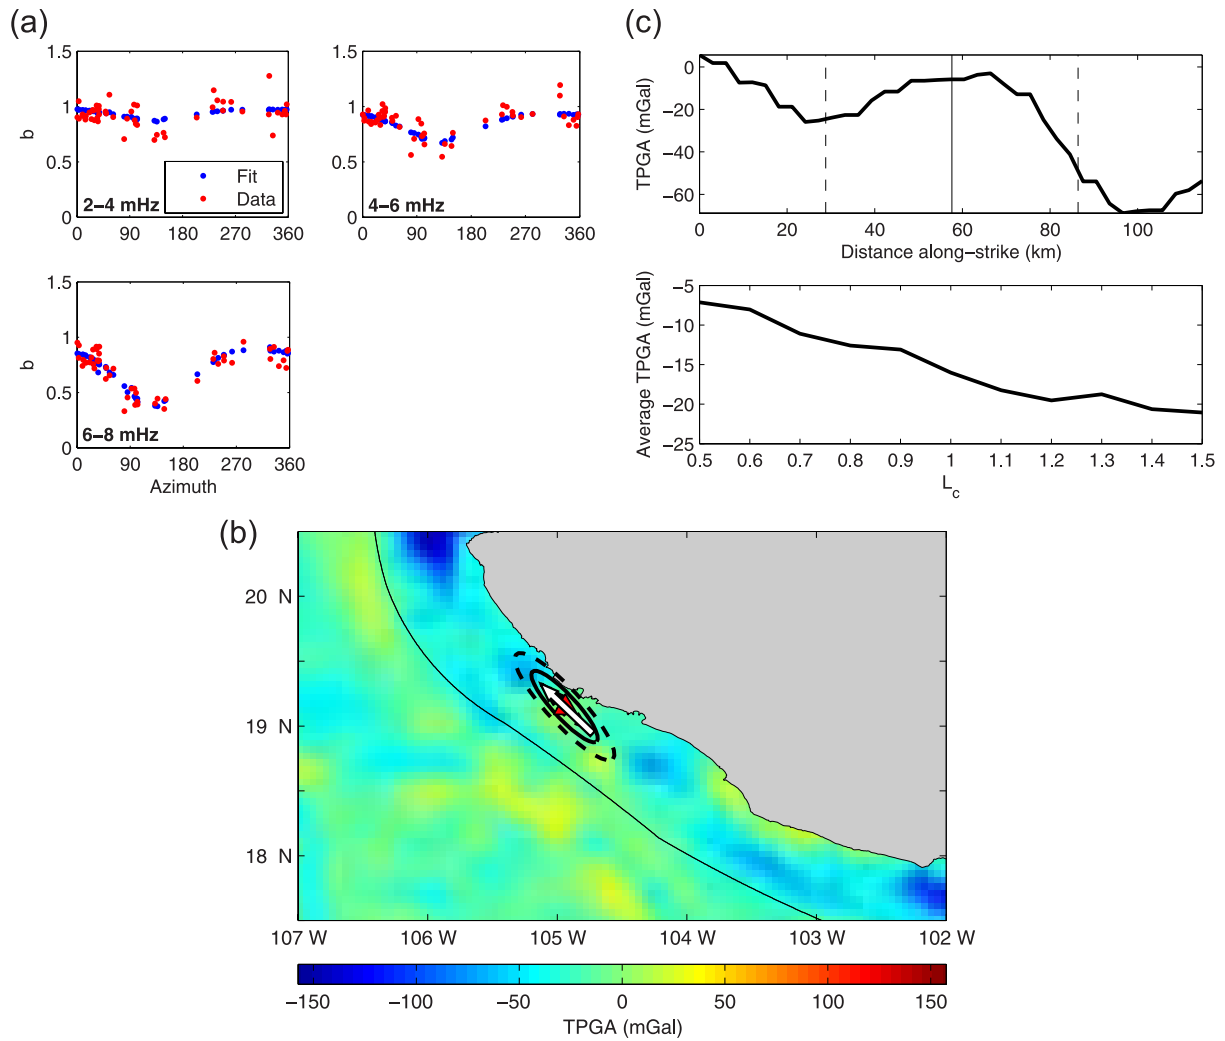 (a)
1.5
1
0.5
0
b
0 90 180 270 360
2–4 mHz
Fit
Data
1.5
1
0.5
0
0 90 180 270 360
4–6 mHz
1.5
1
0.5
0
b
0 90 180 270 360
6–8 mHz
Azimuth
(c)
TPGA (mGal)
0
−20
−40
−60
0 20 40 60 80 100
Distance along−strike (km)
Average TPGA (mGal)
−5
−10
−15
−20
−25
0.5 0.6 0.7 0.8 0.9 1 1.1 1.2 1.3 1.4 1.5
L_c
(b)
20 N
19 N
18 N
107 W 106 W 105 W 104 W 103 W 102 W
−150 −100 −50 0 50 100 150
TPGA (mGal)